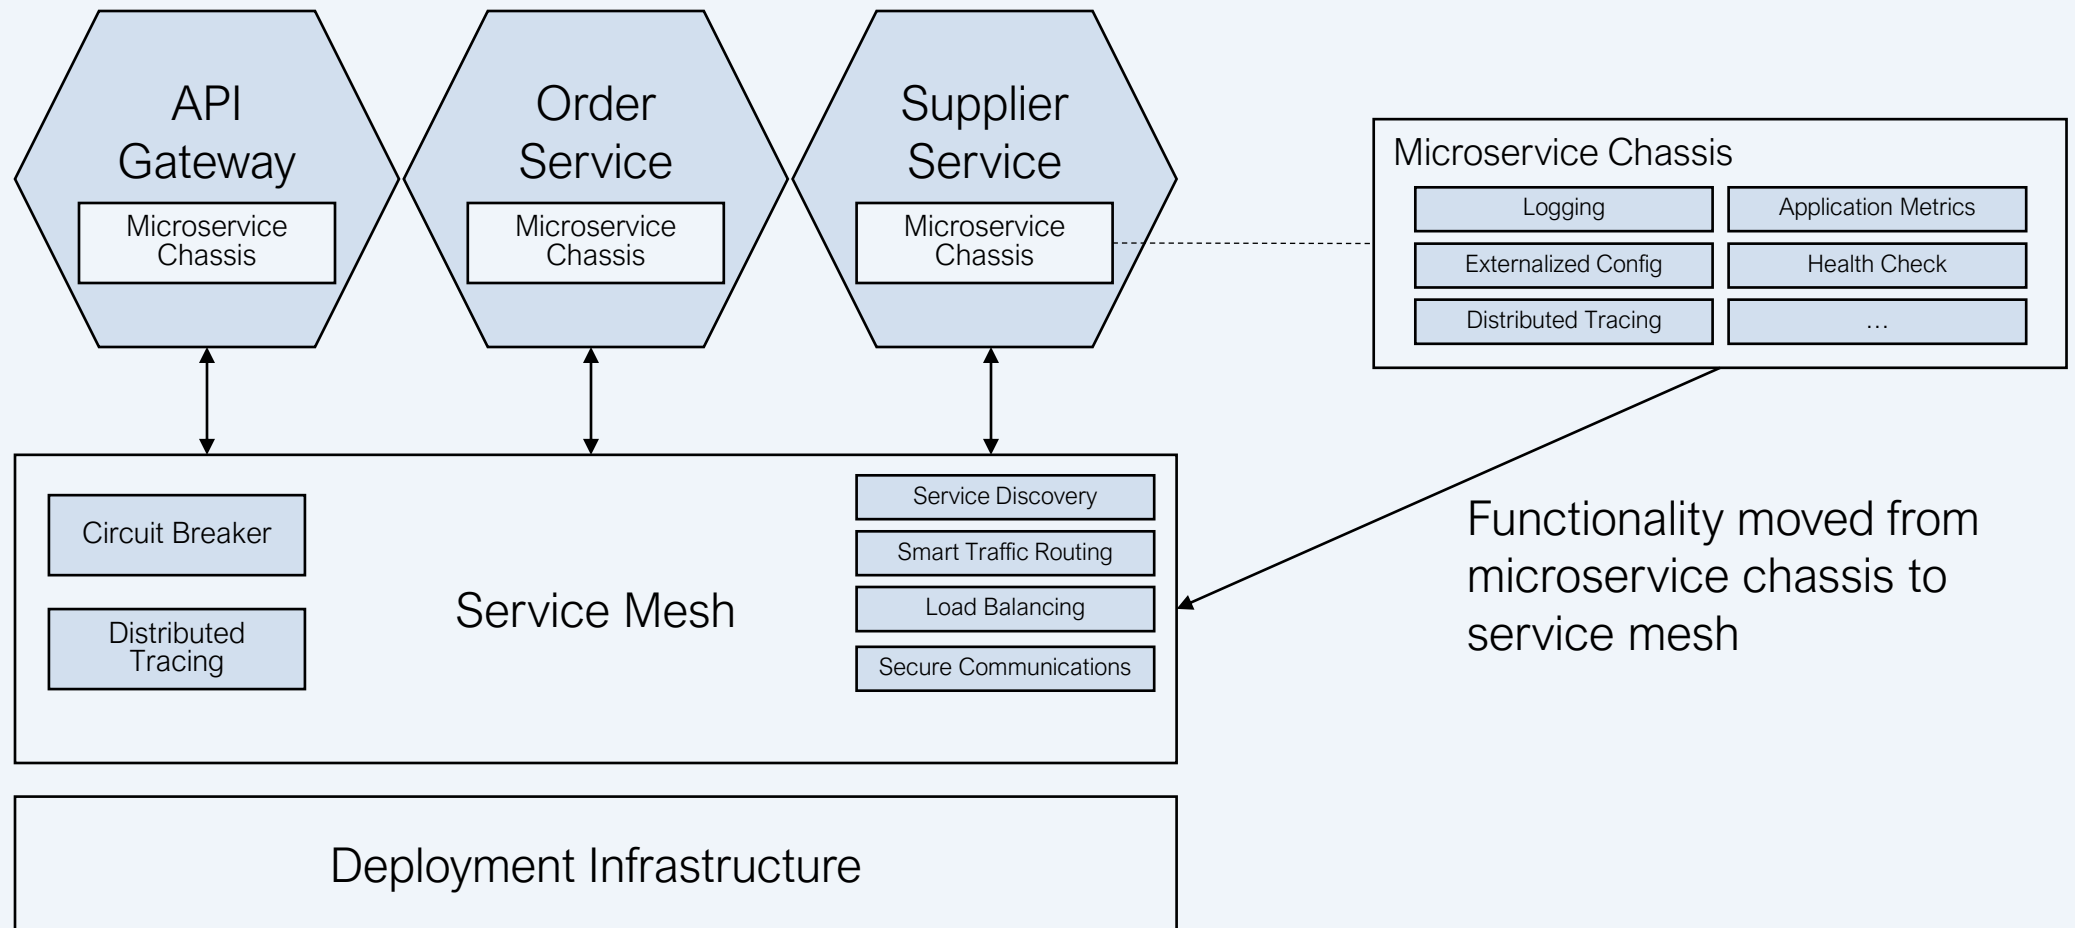 API
Gateway
Microservice
Chassis
Order
Service
Microservice
Chassis
Supplier
Service
Microservice
Chassis
Microservice Chassis
Logging
Application Metrics
Externalized Config
Health Check
Distributed Tracing
...
Circuit Breaker
Distributed
Tracing
Service Mesh
Service Discovery
Smart Traffic Routing
Load Balancing
Secure Communications
Functionality moved from
microservice chassis to
service mesh
Deployment Infrastructure